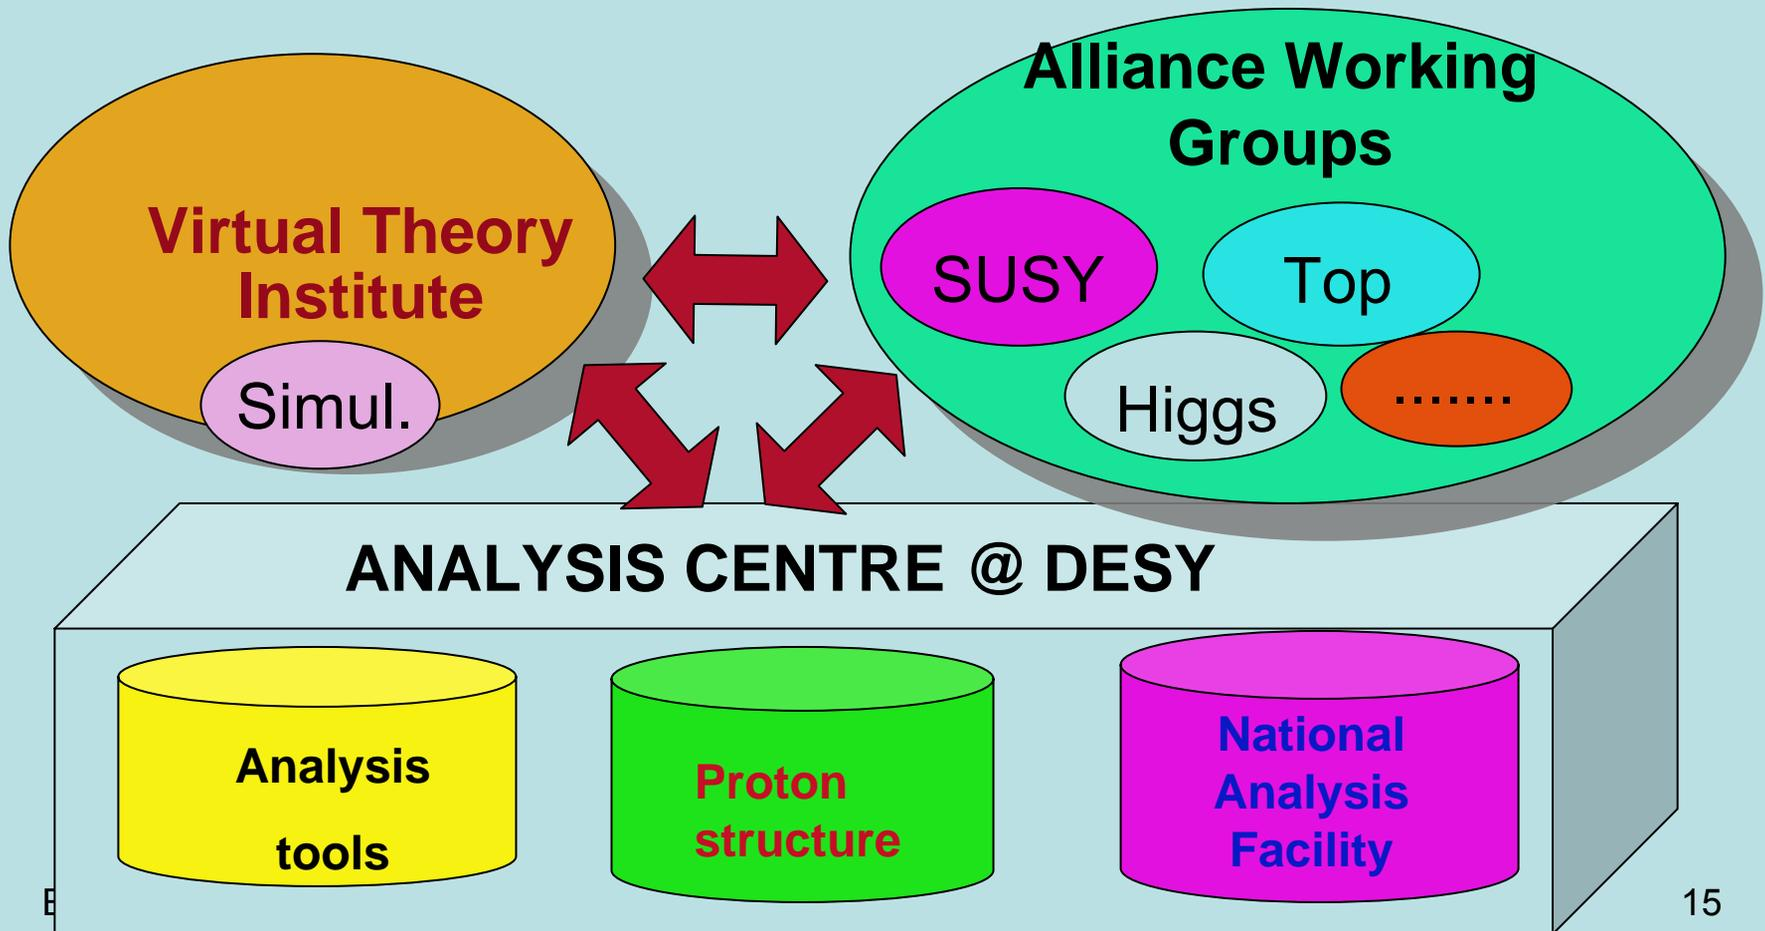 Alliance Working
Groups
Virtual Theory
Institute
SUSY
Top
Simul.
Higgs
.......
ANALYSIS CENTRE @ DESY
Analysis
tools
Proton
structure
National
Analysis
Facility
15